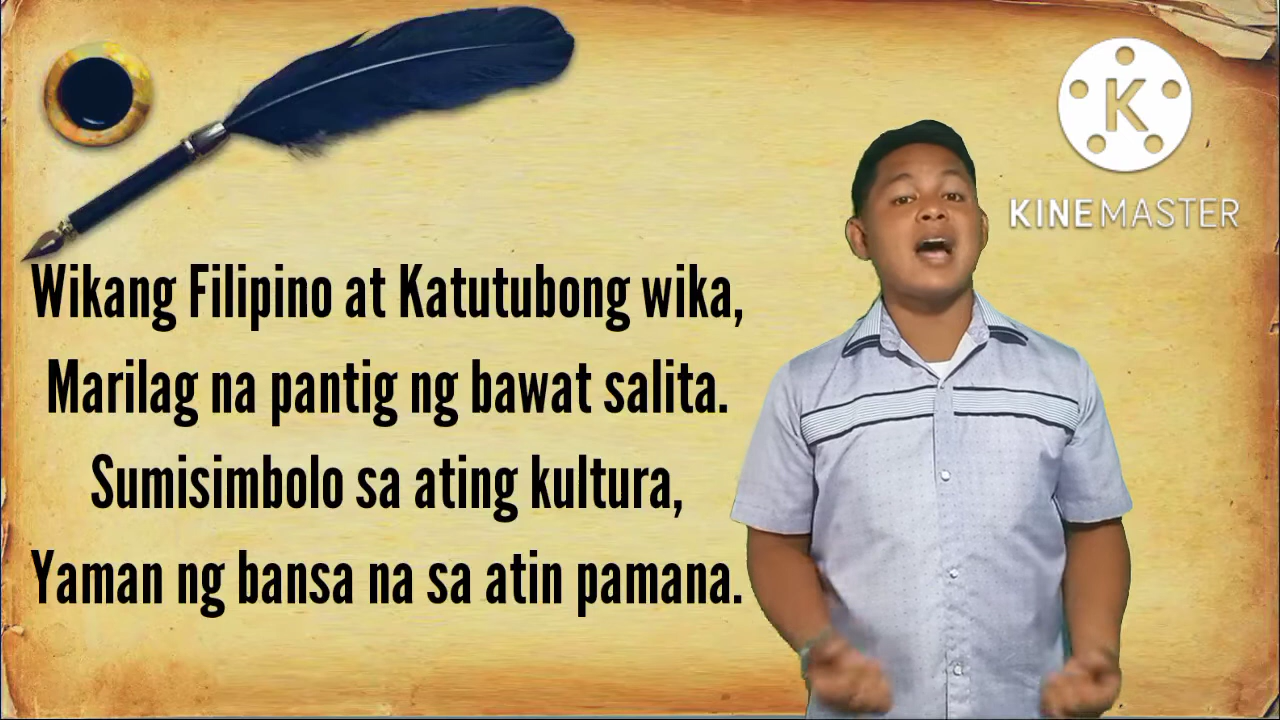 K
KINEMASTER
Wikang Filipino at Katutubong wika,
Marilag na pantig ng bawat salita.
Sumisimbolo sa ating kultura,
Yaman ng bansa na sa atin pamana.